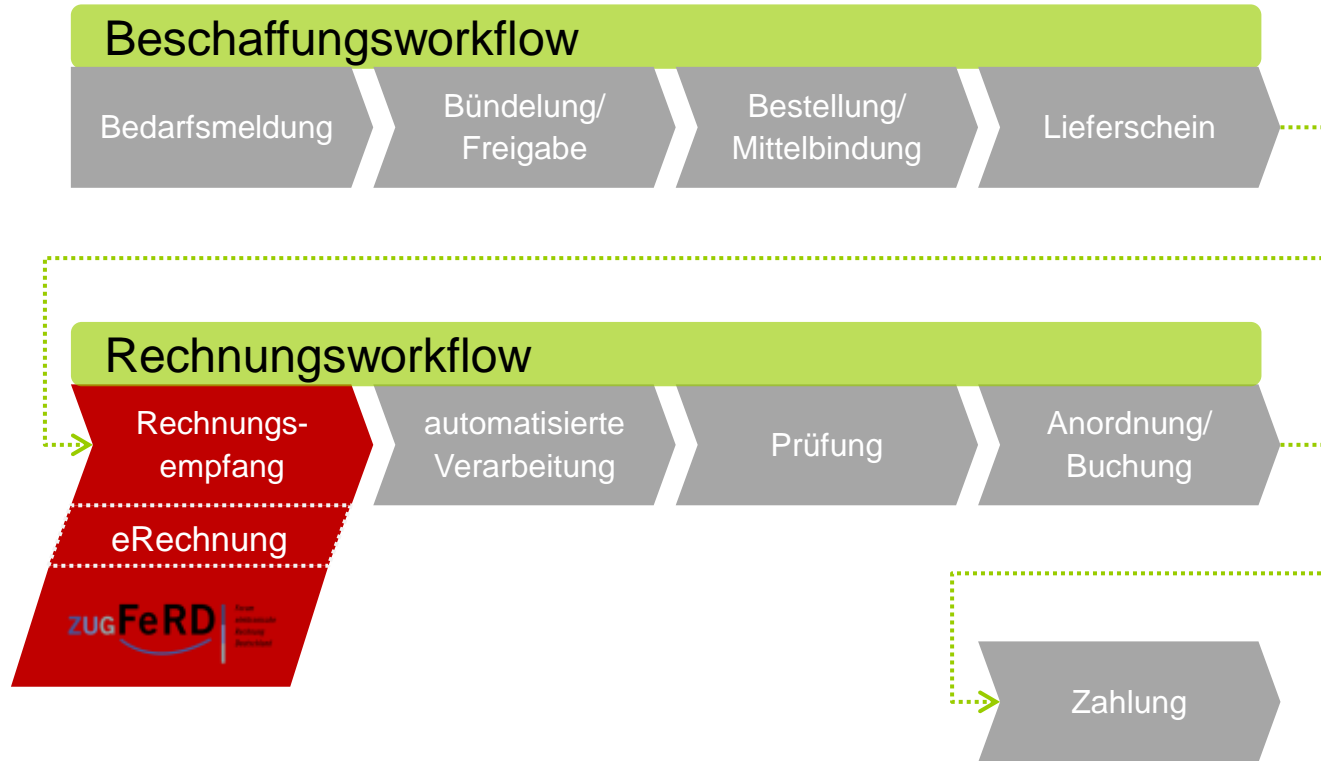 Beschaffungsworkflow
Bedarfsmeldung
Bündelung/
Freigabe
Bestellung/
Mittelbindung
Lieferschein
Rechnungsworkflow
Rechnungs-
empfang
automatisierte
Verarbeitung
Prüfung
Anordnung/
Buchung
eRechnung
ZUGFeRD
Zahlung